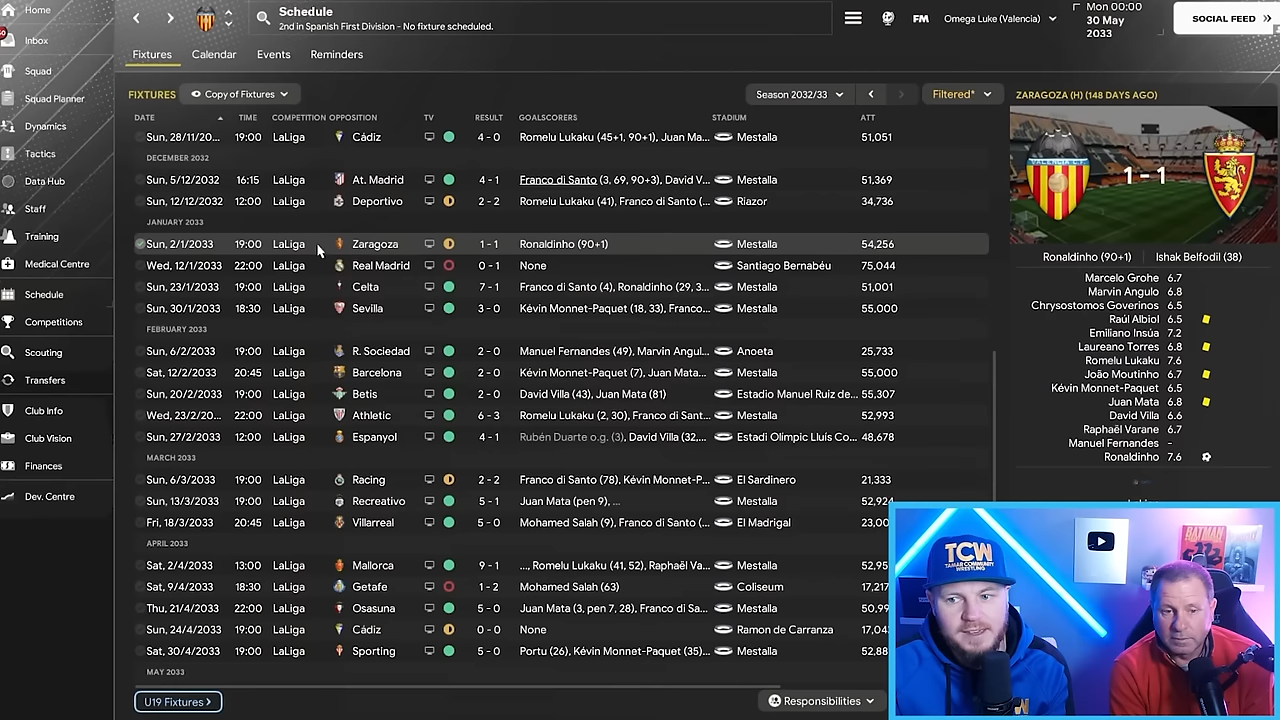 Home
Schedule
2nd in Spanish First Division - No fixture scheduled.
FM
Omega Luke (Valencia)
Mon 00:00
30 May
2033
SOCIAL FEED
Inbox
Squad
Squad Planner
Dynamics
Tactics
Data Hub
Staff
Training
Medical Centre
Schedule
Competitions
Scouting
Transfers
Club Info
Club Vision
Finances
Dev. Centre
Fixtures Calendar Events Reminders
FIXTURES Copy of Fixtures Season 2032/33 Filtered*
DATE TIME COMPETITION OPPOSITION TV RESULT GOALSCORERS STADIUM ATT
Sun, 28/11/20... 19:00 LaLiga Cádiz 4 - 0 Romelu Lukaku (45+1, 90+1), Juan Ma... Mestalla 51,051
DECEMBER 2032
Sun, 5/12/2032 16:15 LaLiga A. Madrid 4 - 1 Franco di Santo (3, 69, 90+3), David V... Mestalla 51,369
Sun, 12/12/2032 12:00 LaLiga Deportivo 2 - 2 Romelu Lukaku (41), Franco di Santo (... Riazor 34,736
JANUARY 2033
Sun, 2/1/2033 19:00 LaLiga Zaragoza 1 - 1 Ronaldinho (90+1) Mestalla 54,256
Wed, 12/1/2033 22:00 LaLiga Real Madrid 0 - 1 None Santiago Bernabéu 75,044
Sun, 23/1/2033 19:00 LaLiga Celta 7 - 1 Franco di Santo (4), Ronaldinho (29, 3... Mestalla 51,001
Sun, 30/1/2033 18:30 LaLiga Sevilla 3 - 0 Kévin Monnet-Paquet (18, 33), Franco... Mestalla 55,000
FEBRUARY 2033
Sun, 6/2/2033 19:00 LaLiga R. Sociedad 2 - 0 Manuel Fernandes (49), Marvin Angul... Anoeta 25,733
Sat, 12/2/2033 20:45 LaLiga Barcelona 2 - 0 Kévin Monnet-Paquet (7), Juan Mata... Mestalla 55,000
Sun, 20/2/2033 19:00 LaLiga Betis 2 - 0 David Villa (43), Juan Mata (81) Estadio Manuel Ruiz de... 55,307
Wed, 23/2/20... 22:00 LaLiga Athletic 6 - 3 Romelu Lukaku (2, 30), Franco di Sant... Mestalla 52,993
Sun, 27/2/2033 12:00 LaLiga Espanyol 4 - 1 Rubén Duarte o.g. (3), David Villa (32,... Estadi Olímpic Lluís Co... 48,678
MARCH 2033
Sun, 6/3/2033 19:00 LaLiga Racing 2 - 2 Franco di Santo (78), Kévin Monnet-P... El Sardinero 21,333
Sun, 13/3/2033 19:00 LaLiga Recreativo 5 - 1 Juan Mata (pen 9), ... Mestalla 52,924
Fri, 18/3/2033 20:45 LaLiga Villarreal 5 - 0 Mohamed Salah (9), Franco di Santo (... El Madrigal 23,00
APRIL 2033
Sat, 2/4/2033 13:00 LaLiga Mallorca 9 - 1 ..., Romelu Lukaku (41, 52), Raphaël Va... Mestalla 52,95
Sat, 9/4/2033 18:30 LaLiga Getafe 1 - 2 Mohamed Salah (63) Coliseum 17,217
Thu, 21/4/2033 22:00 LaLiga Osasuna 5 - 0 Juan Mata (3, pen 7, 28), Franco di Sa... Mestalla 50,99
Sun, 24/4/2033 19:00 LaLiga Cádiz 0 - 0 None Ramon de Carranza 17,04
Sat, 30/4/2033 19:00 LaLiga Sporting 5 - 0 Portu (26), Kévin Monnet-Paquet (35)... Mestalla 52,88
MAY 2033
U19 Fixtures
Responsibilities
ZARAGOZA (H) (148 DAYS AGO)
1 - 1
Ronaldinho (90+1) Ishak Belfodil (38)
Marcelo Grohe 6.7
Marvin Angulo 6.8
Chrysostomos Goverinos 6.5
Raúl Albiol 6.5
Emiliano Insúa 7.2
Laureano Torres 6.8
Romelu Lukaku 7.6
João Moutinho 6.7
Kévin Monnet-Paquet 6.5
Juan Mata 6.8
David Villa 6.6
Raphaël Varane 6.7
Manuel Fernandes -
Ronaldinho 7.6
TCW
TAMAR COMMUNITY
WRESTLING
BATMAN